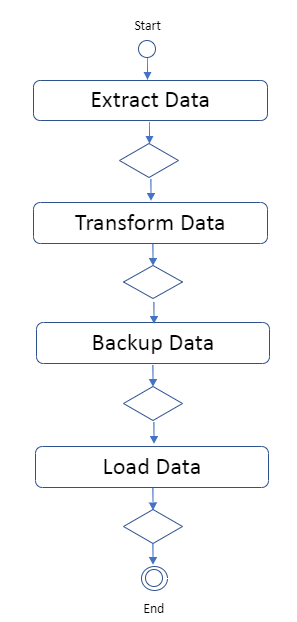 Start
Extract Data
Transform Data
Backup Data
Load Data
End